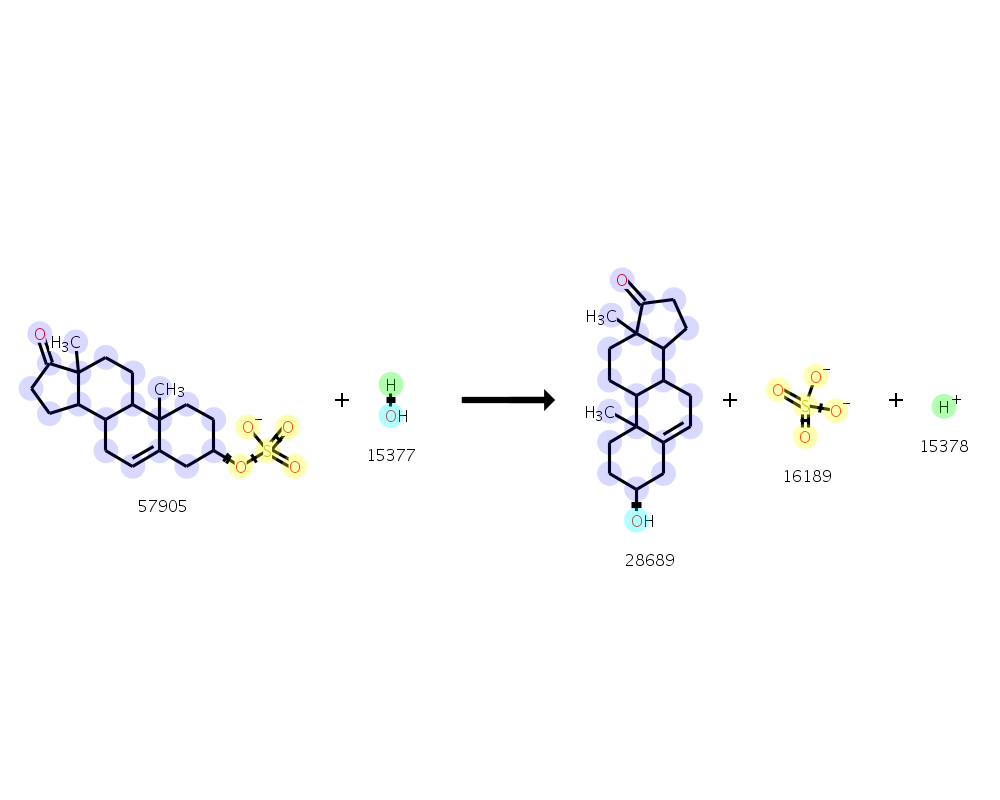 O
H₃C
CH₃
O⁻
O
S
O
O
57905
+
H
OH
15377
O
H₃C
H₃C
OH
28689
+
O
O⁻
S
O⁻
O
16189
+
H⁺
15378